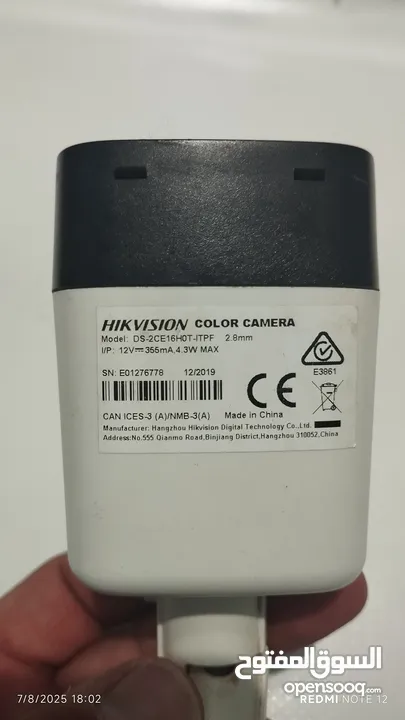 HIKVISION COLOR CAMERA
Model: DS-2CE16H0T-ITPF 2.8mm
I/P: 12V⎓355mA,4.3W MAX
SN: E01276778 12/2019
CE
E3961
CAN ICES-3 (A)/NMB-3(A) Made in China
Manufacturer: Hangzhou Hikvision Digital Technology Co.,Ltd.
Address:No.555 Qianmo Road,Binjiang District,Hangzhou 310052,China
السوق المفتوح
opensooq.com
7/8/2025 18:02
REDMI NOTE 12